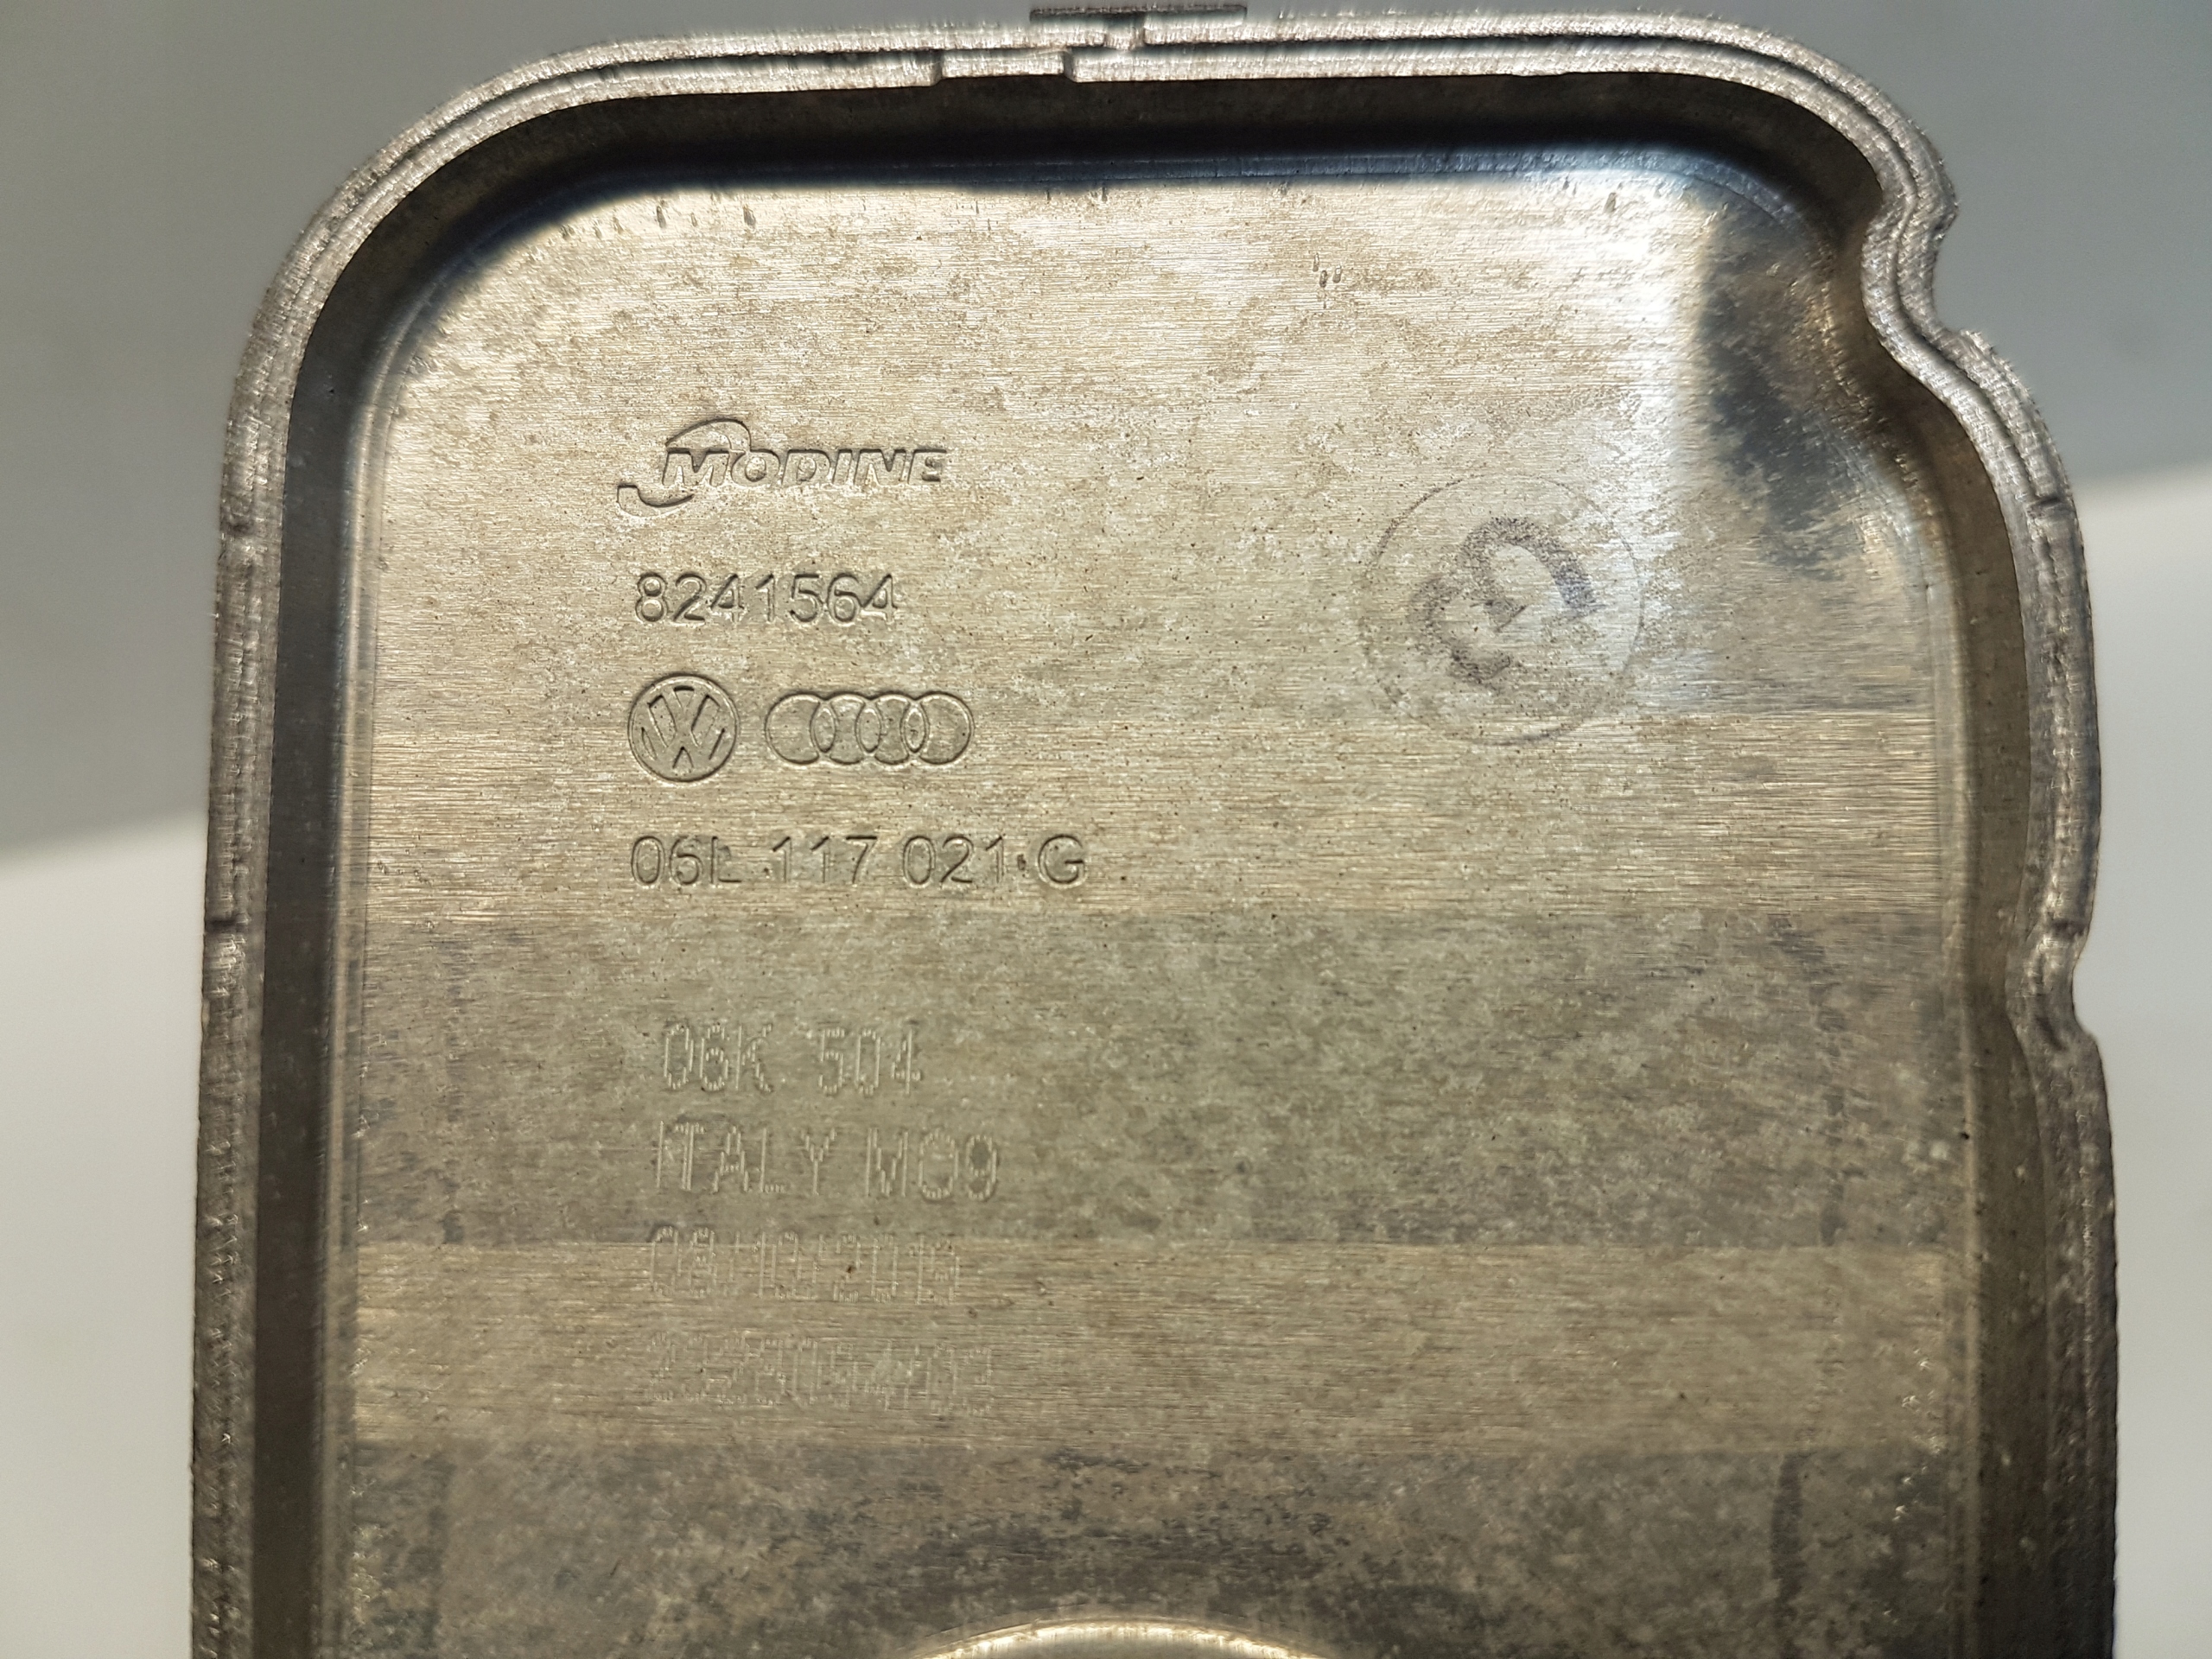 MODINE
8241564
06L 117 021 G
06K 504
ITALY M09